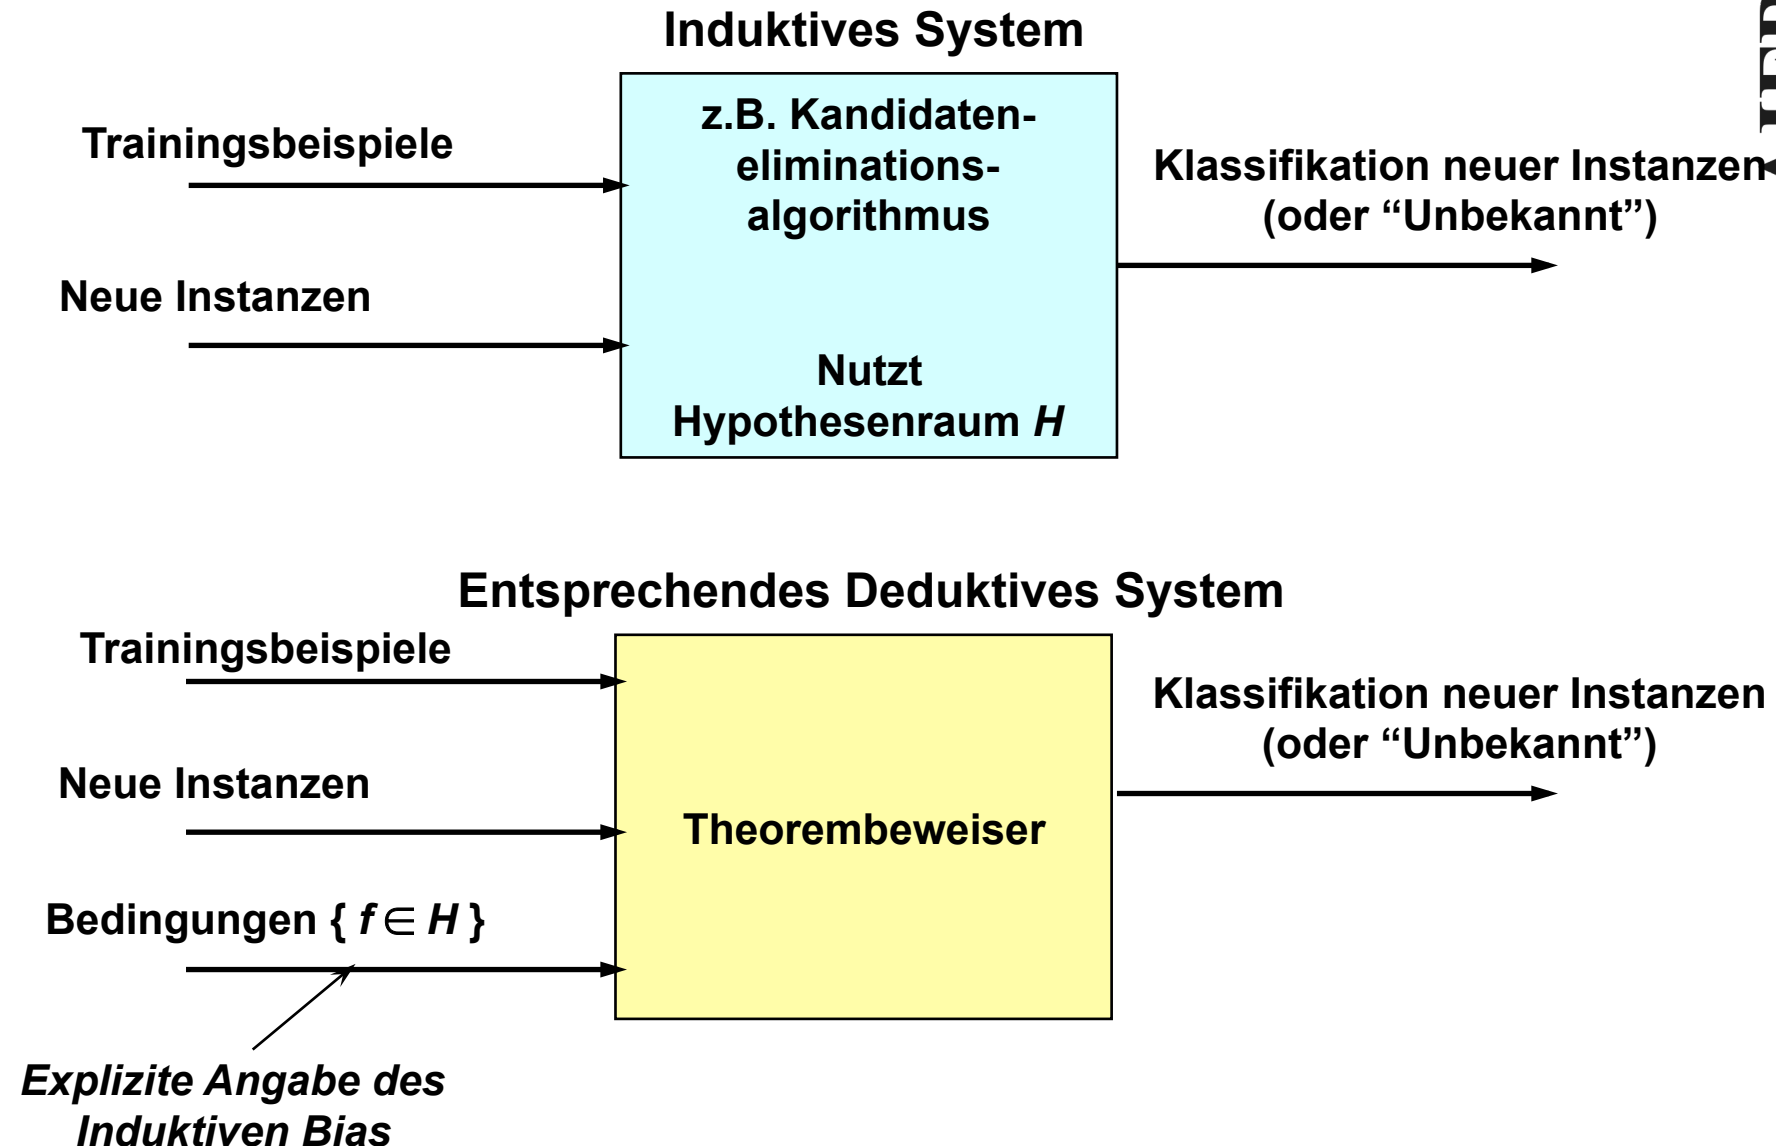 Induktives System
Trainingsbeispiele
z.B. Kandidaten-
eliminations-
algorithmus
Klassifikation neuer Instanzen
(oder “Unbekannt”)
Neue Instanzen
Nutzt
Hypothesenraum H
Entsprechendes Deduktives System
Trainingsbeispiele
Klassifikation neuer Instanzen
(oder “Unbekannt”)
Neue Instanzen
Theorembeweiser
Bedingungen { f ∈ H }
Explizite Angabe des
Induktiven Bias